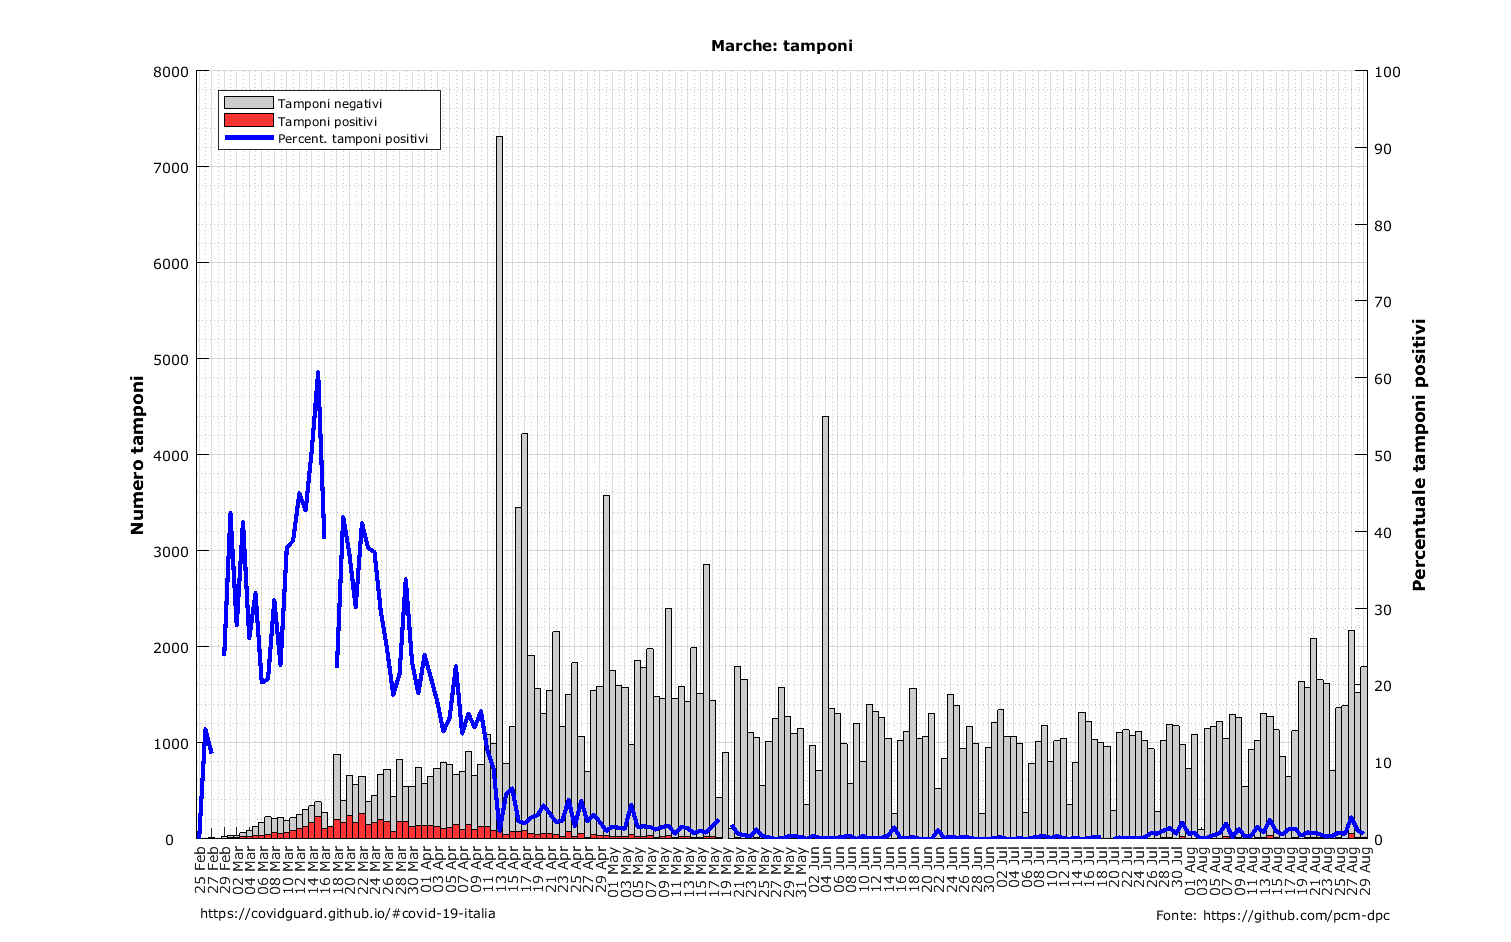 Marche: tamponi
8000
7000
6000
5000
4000
3000
2000
1000
0
Numero tamponi
Tamponi negativi
Tamponi positivi
Percent. tamponi positivi
100
90
80
70
60
50
40
30
20
10
0
Percentuale tamponi positivi
25 Feb
27 Feb
29 Feb
02 Mar
04 Mar
06 Mar
08 Mar
10 Mar
12 Mar
14 Mar
16 Mar
18 Mar
20 Mar
22 Mar
24 Mar
26 Mar
28 Mar
30 Mar
01 Apr
03 Apr
05 Apr
07 Apr
09 Apr
11 Apr
13 Apr
15 Apr
17 Apr
19 Apr
21 Apr
23 Apr
25 Apr
27 Apr
29 Apr
01 May
03 May
05 May
07 May
09 May
11 May
13 May
15 May
17 May
19 May
21 May
23 May
25 May
27 May
29 May
31 May
02 Jun
04 Jun
06 Jun
08 Jun
10 Jun
12 Jun
14 Jun
16 Jun
18 Jun
20 Jun
22 Jun
24 Jun
26 Jun
28 Jun
30 Jun
02 Jul
04 Jul
06 Jul
08 Jul
10 Jul
12 Jul
14 Jul
16 Jul
18 Jul
20 Jul
22 Jul
24 Jul
26 Jul
28 Jul
30 Jul
01 Aug
03 Aug
05 Aug
07 Aug
09 Aug
11 Aug
13 Aug
15 Aug
17 Aug
19 Aug
21 Aug
23 Aug
25 Aug
27 Aug
29 Aug
https://covidguard.github.io/#covid-19-italia
Fonte: https://github.com/pcm-dpc